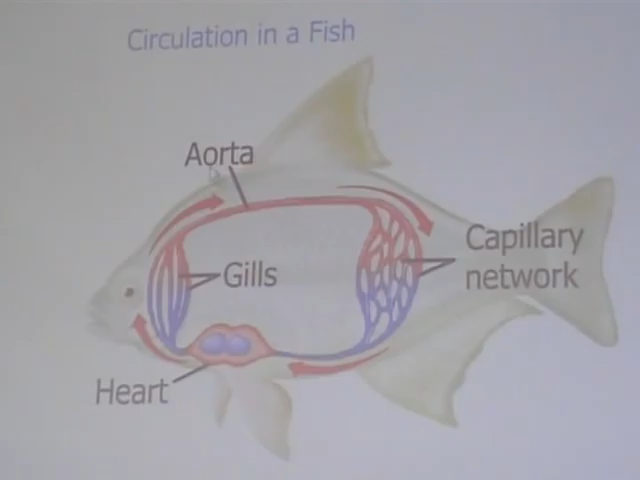 Circulation in a Fish
Aorta
Gills
Capillary
network
Heart